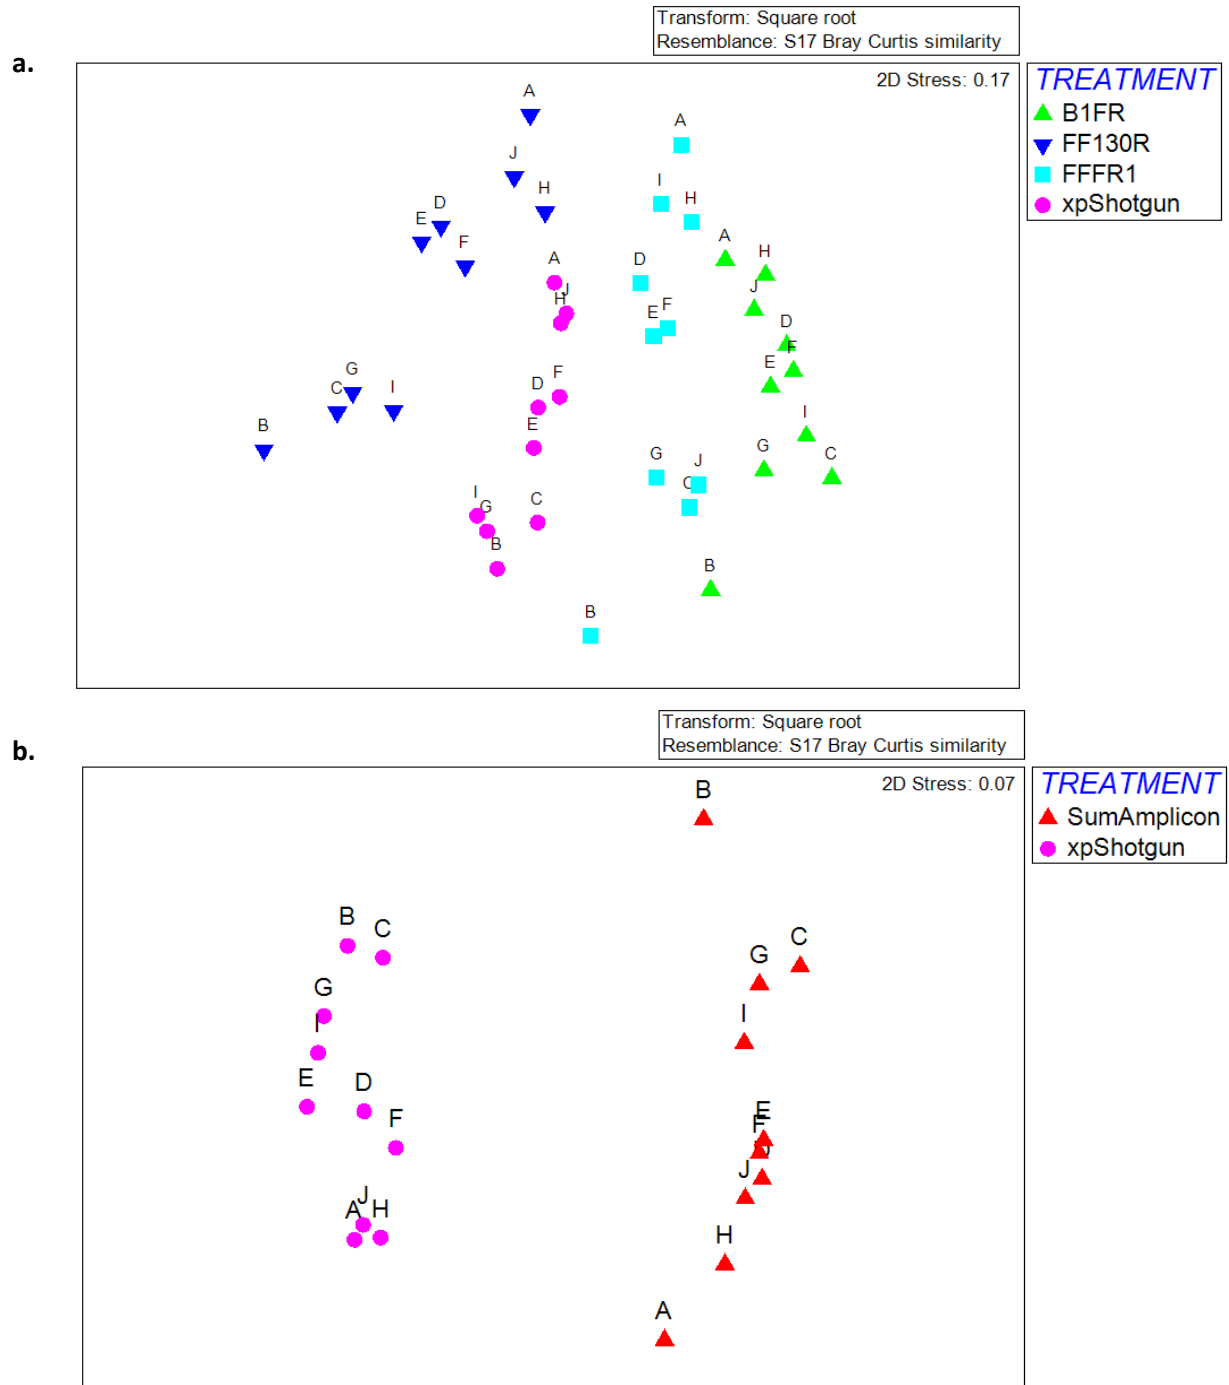 a.
Transform: Square root
Resemblance: S17 Bray Curtis similarity
2D Stress: 0.17
TREATMENT
B1FR
FF130R
FFFR1
xpShotgun
A
J
H
D
E
F
G
C
I
B
A
J
H
F
D
E
I
G
C
B
A
I
H
D
F
E
G
J
C
B
A
H
J
D
F
E
I
G
C
B
b.
Transform: Square root
Resemblance: S17 Bray Curtis similarity
2D Stress: 0.07
TREATMENT
SumAmplicon
xpShotgun
B
C
G
I
E
D
F
J
A H
B
C
G
I
E
F
J
H
A